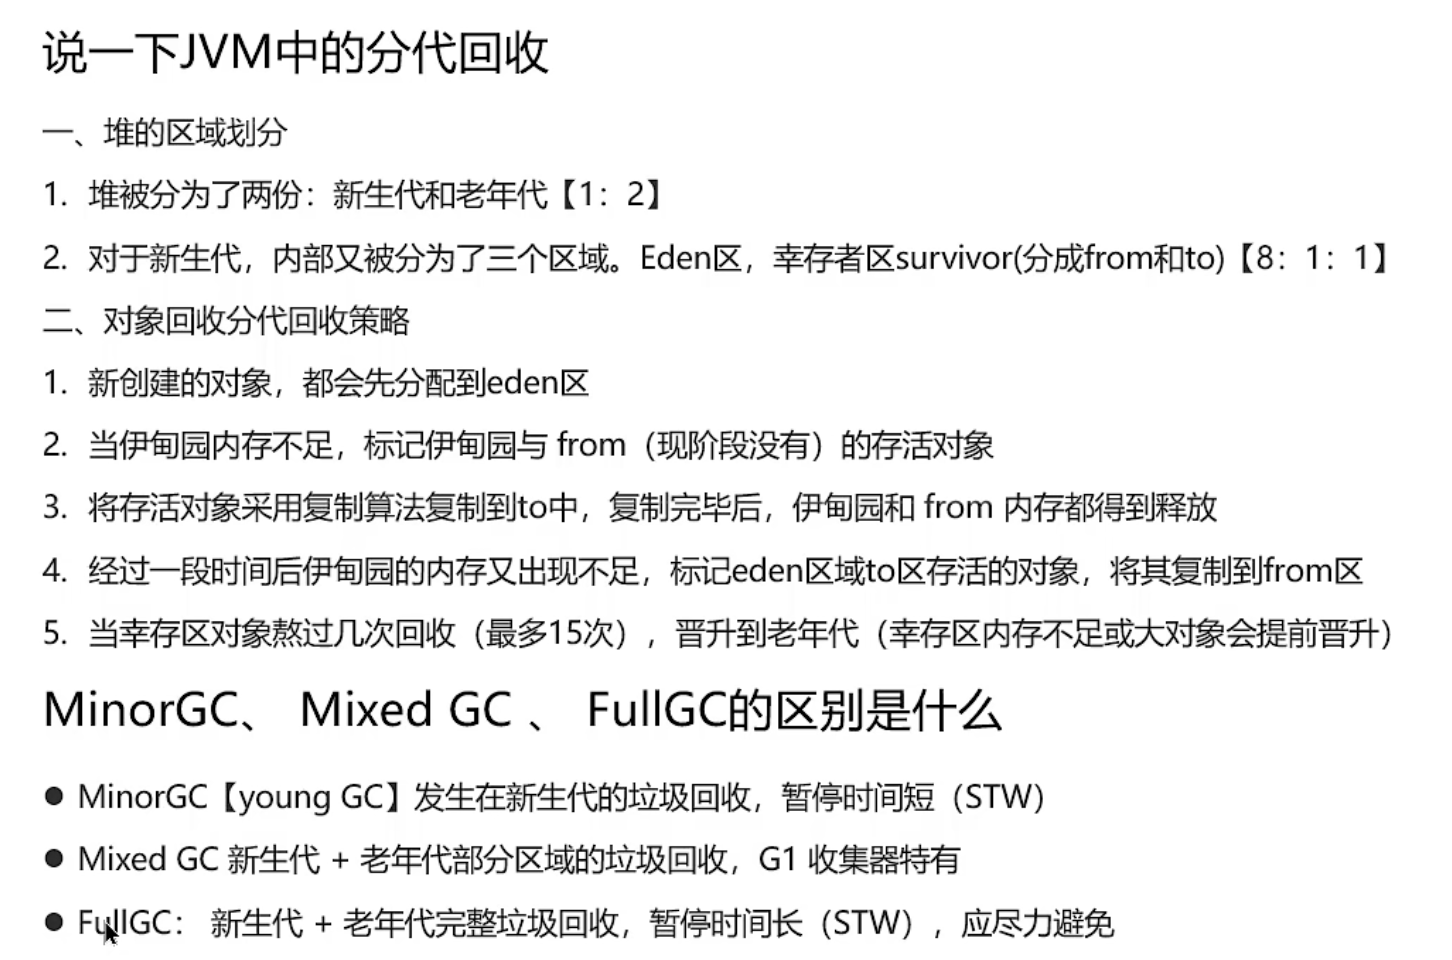 说一下JVM中的分代回收
一、堆的区域划分
1. 堆被分为了两份：新生代和老年代【1：2】
2. 对于新生代，内部又被分为了三个区域。Eden区，幸存者区survivor(分成from和to)【8：1：1】
二、对象回收分代回收策略
1. 新创建的对象，都会先分配到eden区
2. 当伊甸园内存不足，标记伊甸园与 from（现阶段没有）的存活对象
3. 将存活对象采用复制算法复制到to中，复制完毕后，伊甸园和 from 内存都得到释放
4. 经过一段时间后伊甸园的内存又出现不足，标记eden区域to区存活的对象，将其复制到from区
5. 当幸存区对象熬过几次回收（最多15次），晋升到老年代（幸存区内存不足或大对象会提前晋升）
MinorGC、 Mixed GC 、 FullGC的区别是什么
● MinorGC【young GC】发生在新生代的垃圾回收，暂停时间短（STW）
● Mixed GC 新生代 + 老年代部分区域的垃圾回收，G1 收集器特有
● FullGC： 新生代 + 老年代完整垃圾回收，暂停时间长（STW），应尽力避免